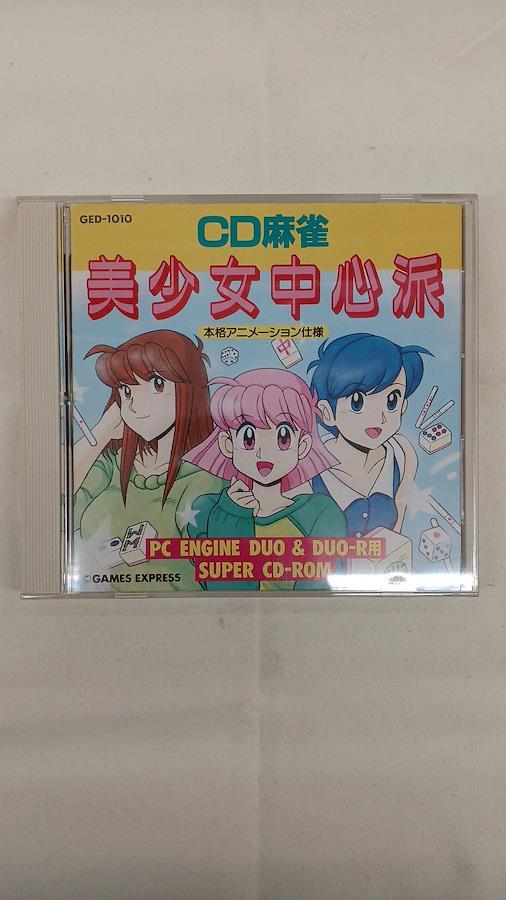 GED-1010
CD麻雀
美少女中心派
本格アニメーション仕様
中
PC ENGINE DUO & DUO-R用
SUPER CD-ROM
©GAMES EXPRESS